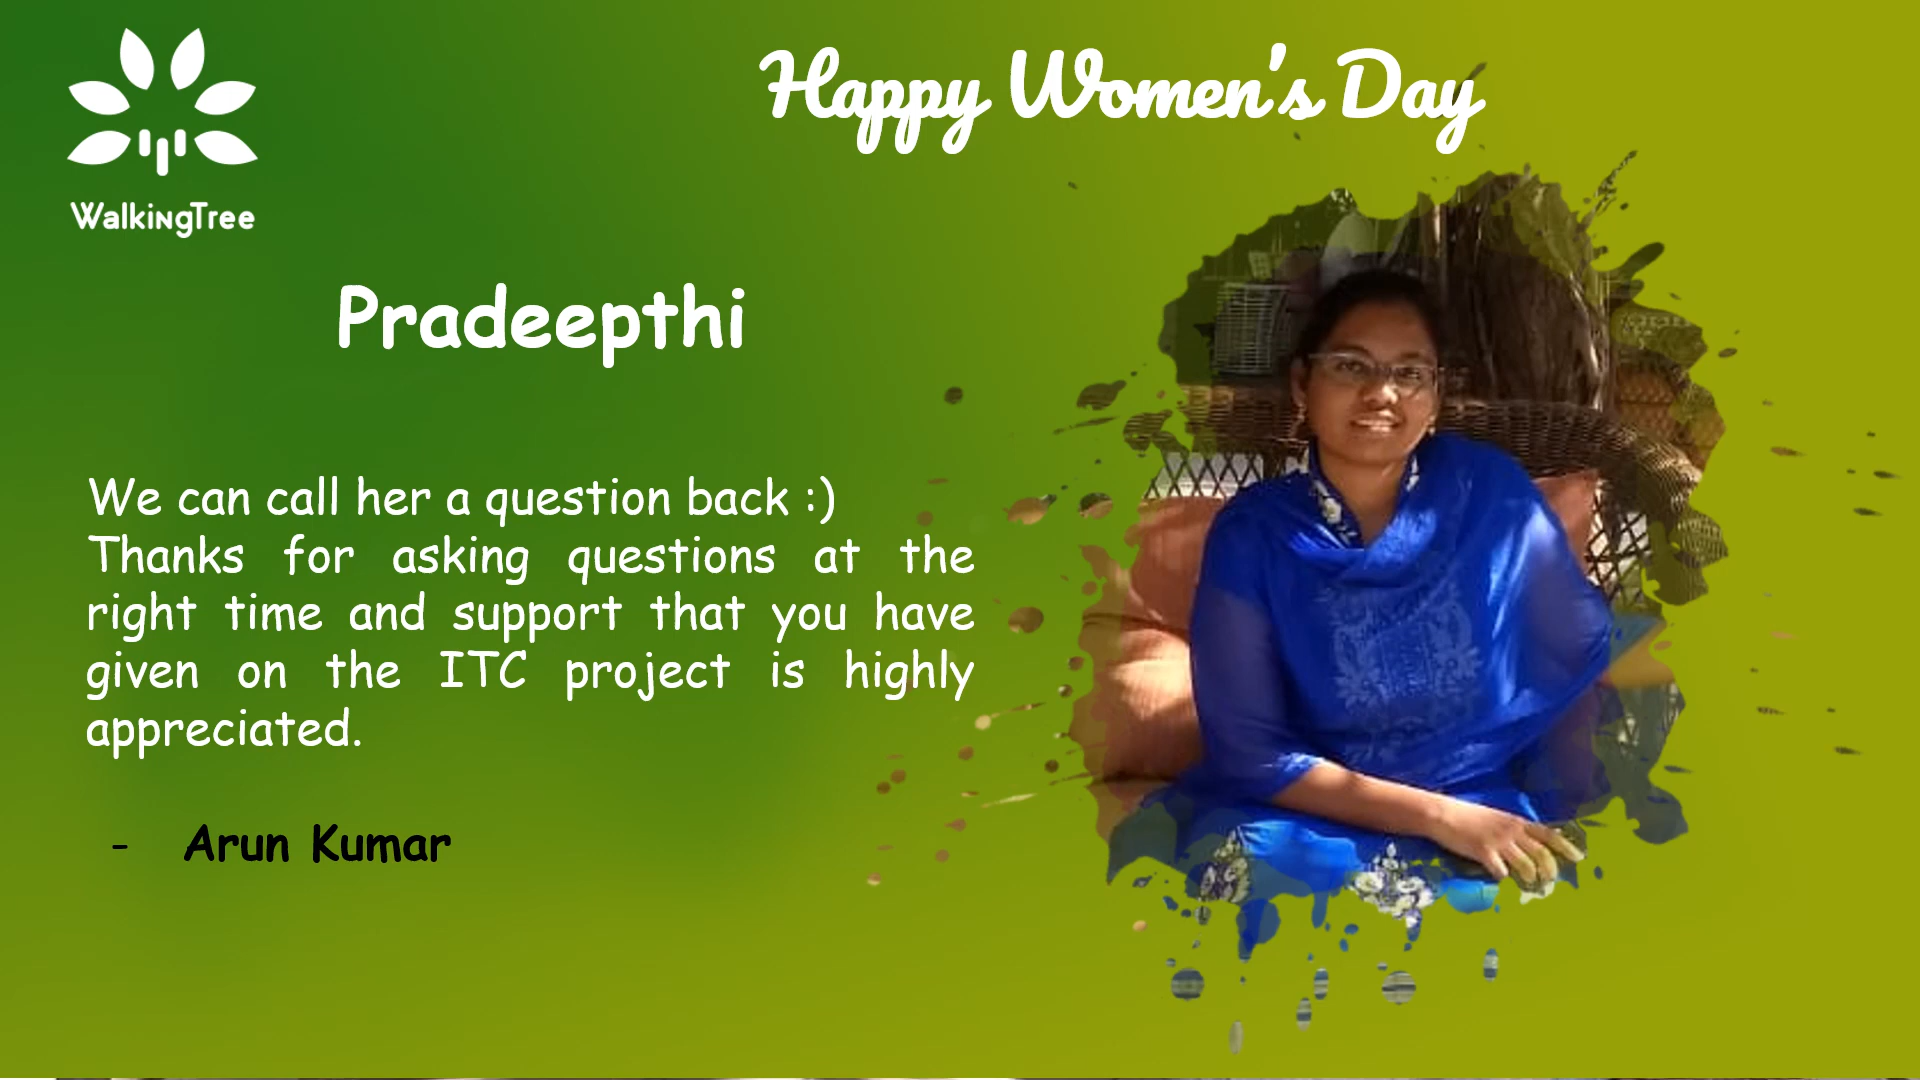 Happy Women's Day
WalkingTree
Pradeepthi
We can call her a question back :)
Thanks for asking questions at the
right time and support that you have
given on the ITC project is highly
appreciated.
- Arun Kumar